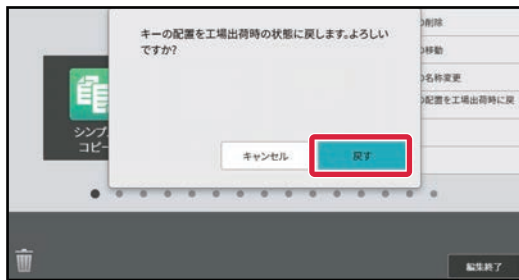 キーの配置を工場出荷時の状態に戻します。よろしい
ですか?
の削除
の移動
の名称変更
の配置を工場出荷時に戻
シンプル
コピー
キャンセル
戻す
編集終了